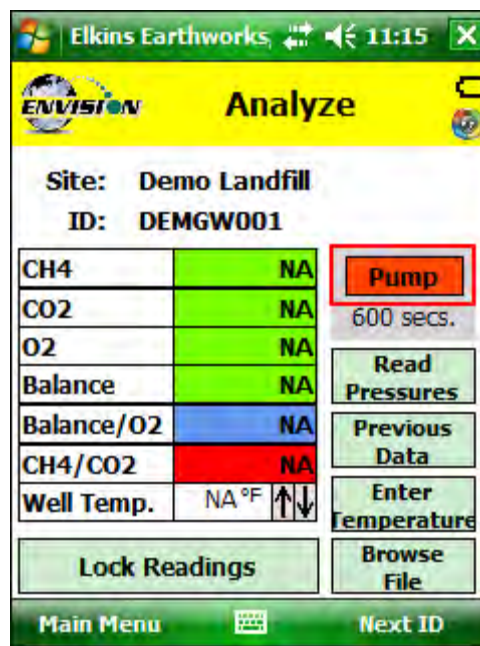 Elkins Earthworks, 11:15
ENVISION Analyze
Site: Demo Landfill
ID: DEMGW001
CH4 NA
CO2 NA
O2 NA
Balance NA
Balance/O2 NA
CH4/CO2 NA
Well Temp. NA °F
Pump
600 secs.
Read
Pressures
Previous
Data
Enter
Temperature
Browse
File
Lock Readings
Main Menu Next ID